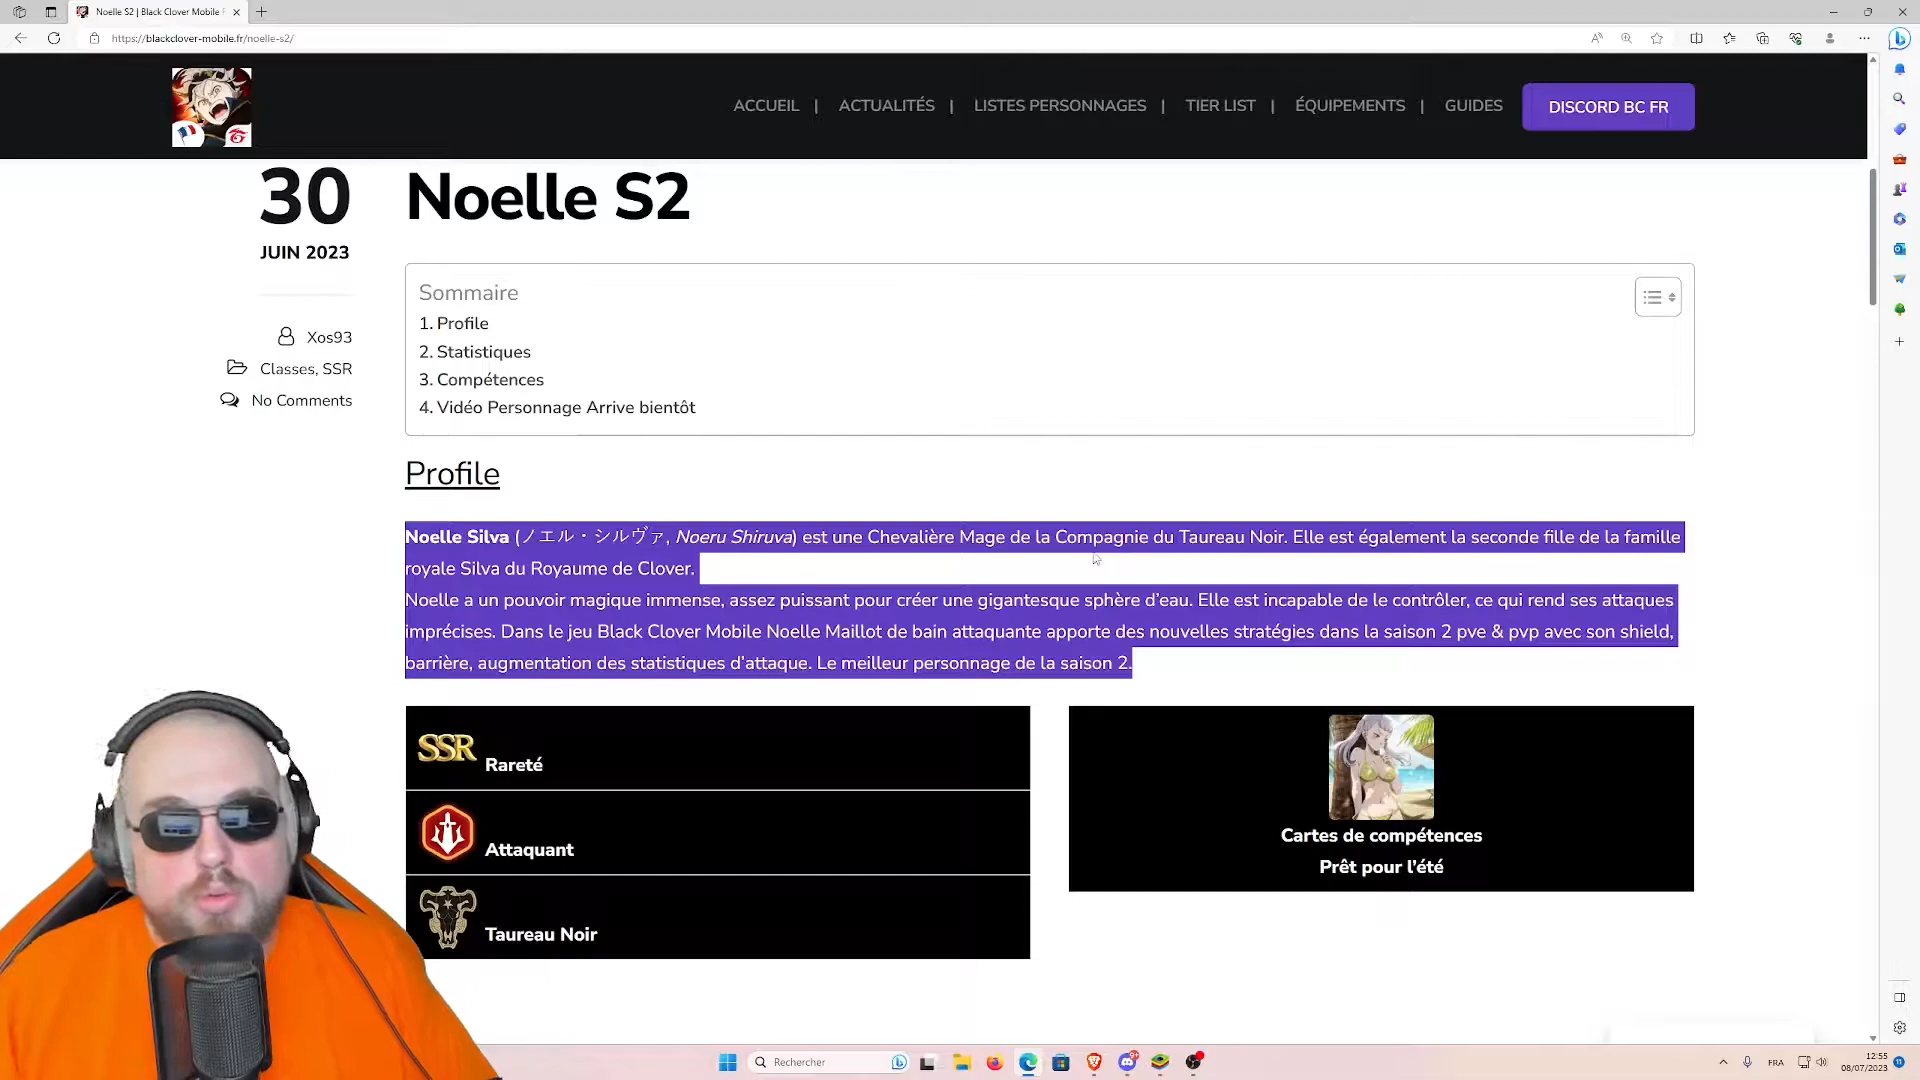 Noelle S2 | Black Clover Mobile F
https://blackclover-mobile.fr/noelle-s2/
ACCUEIL | ACTUALITÉS | LISTES PERSONNAGES | TIER LIST | ÉQUIPEMENTS | GUIDES
DISCORD BC FR
30
JUIN 2023
Xos93
Classes, SSR
No Comments
Noelle S2
Sommaire
1. Profile
2. Statistiques
3. Compétences
4. Vidéo Personnage Arrive bientôt
Profile
Noelle Silva (ノエル・シルヴァ, Noeru Shiruva) est une Chevalière Mage de la Compagnie du Taureau Noir. Elle est également la seconde fille de la famille
royale Silva du Royaume de Clover.
Noelle a un pouvoir magique immense, assez puissant pour créer une gigantesque sphère d’eau. Elle est incapable de le contrôler, ce qui rend ses attaques
imprécises. Dans le jeu Black Clover Mobile Noelle Maillot de bain attaquante apporte des nouvelles stratégies dans la saison 2 pve & pvp avec son shield,
barrière, augmentation des statistiques d’attaque. Le meilleur personnage de la saison 2.
SSR Rareté
Attaquant
Taureau Noir
Cartes de compétences
Prêt pour l’été
Rechercher
FRA
12:55
08/07/2023